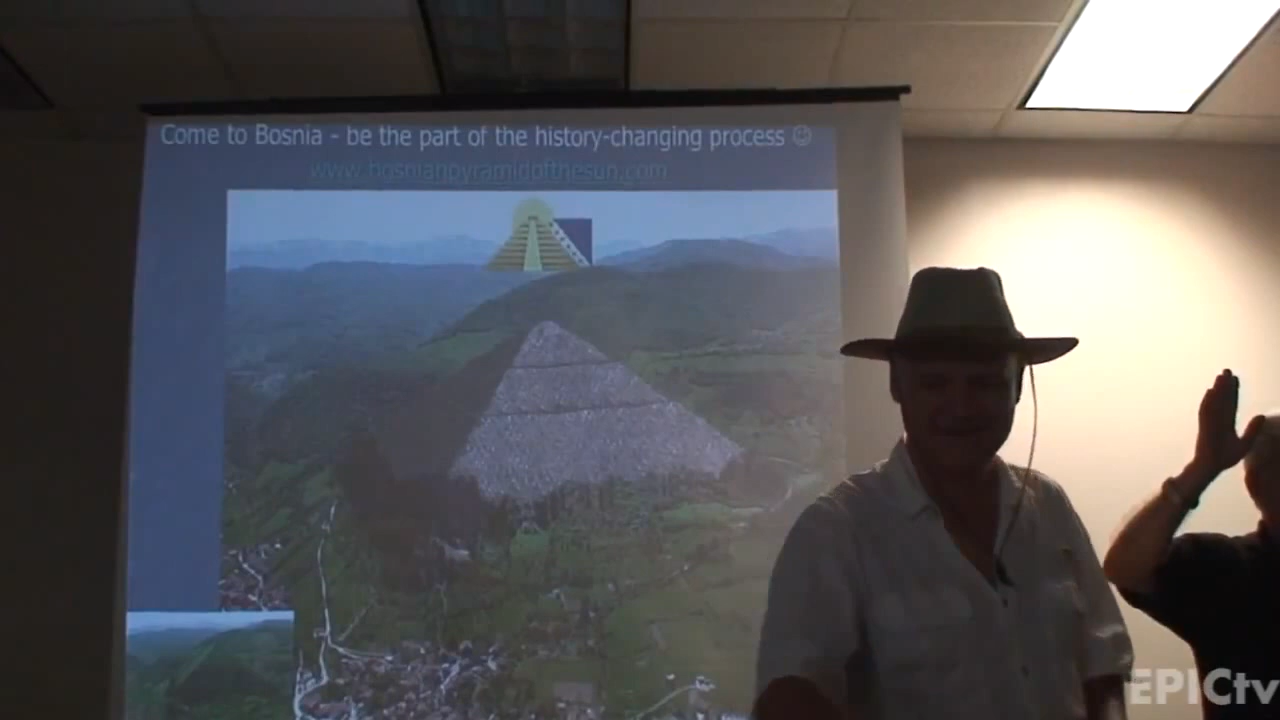 Come to Bosnia - be the part of the history-changing process ☺
www.bosnianpyramidofthesun.com
EPICtv